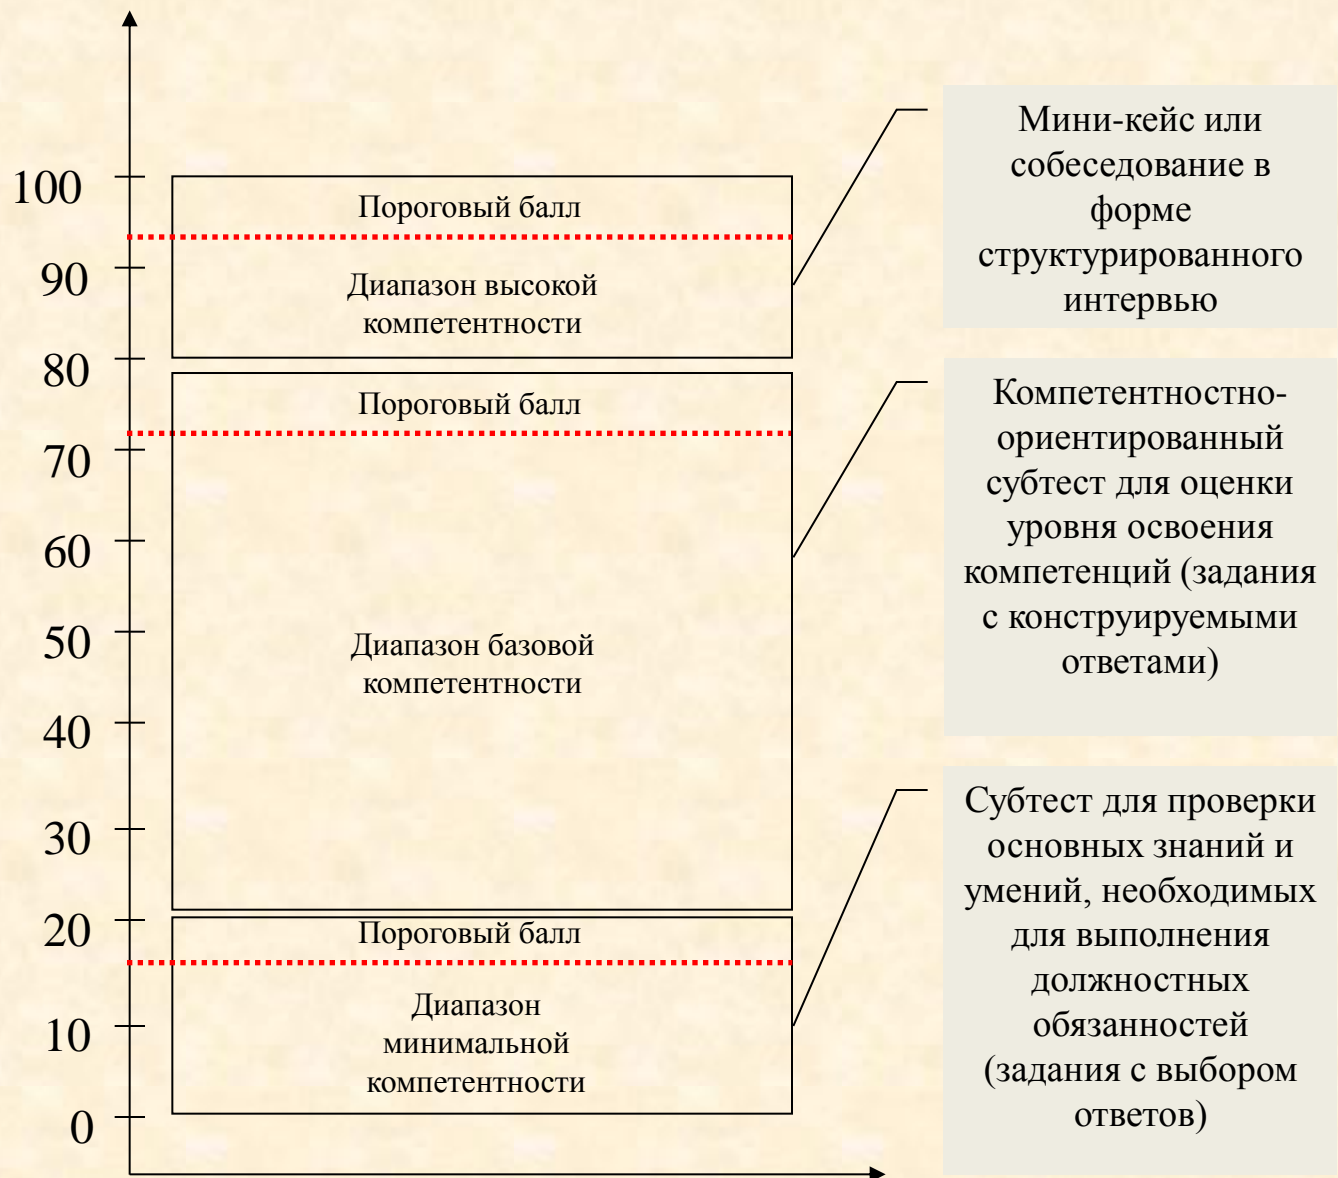 100
90
80
70
60
50
40
30
20
10
0
Пороговый балл
Диапазон высокой
компетентности
Пороговый балл
Диапазон базовой
компетентности
Пороговый балл
Диапазон
минимальной
компетентности
Мини-кейс или
собеседование в
форме
структурированного
интервью
Компетентностно-
ориентированный
субтест для оценки
уровня освоения
компетенций (задания
с конструируемыми
ответами)
Субтест для проверки
основных знаний и
умений, необходимых
для выполнения
должностных
обязанностей
(задания с выбором
ответов)